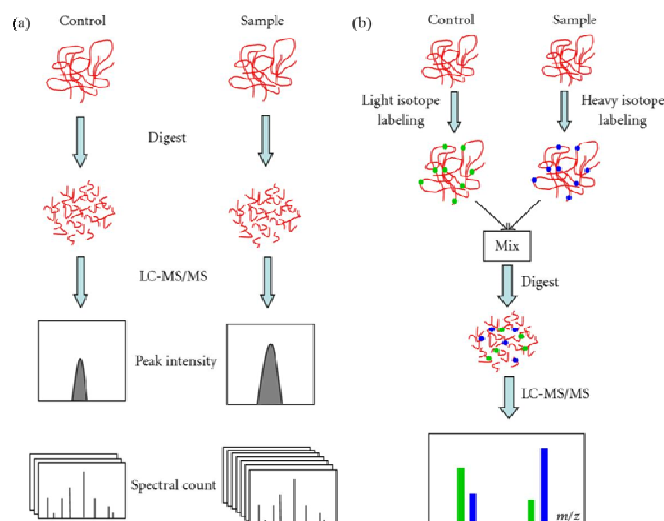 (a)
Control
Sample
Digest
LC-MS/MS
Peak intensity
Spectral count
(b)
Control
Sample
Light isotope
labeling
Heavy isotope
labeling
Mix
Digest
LC-MS/MS
m/z